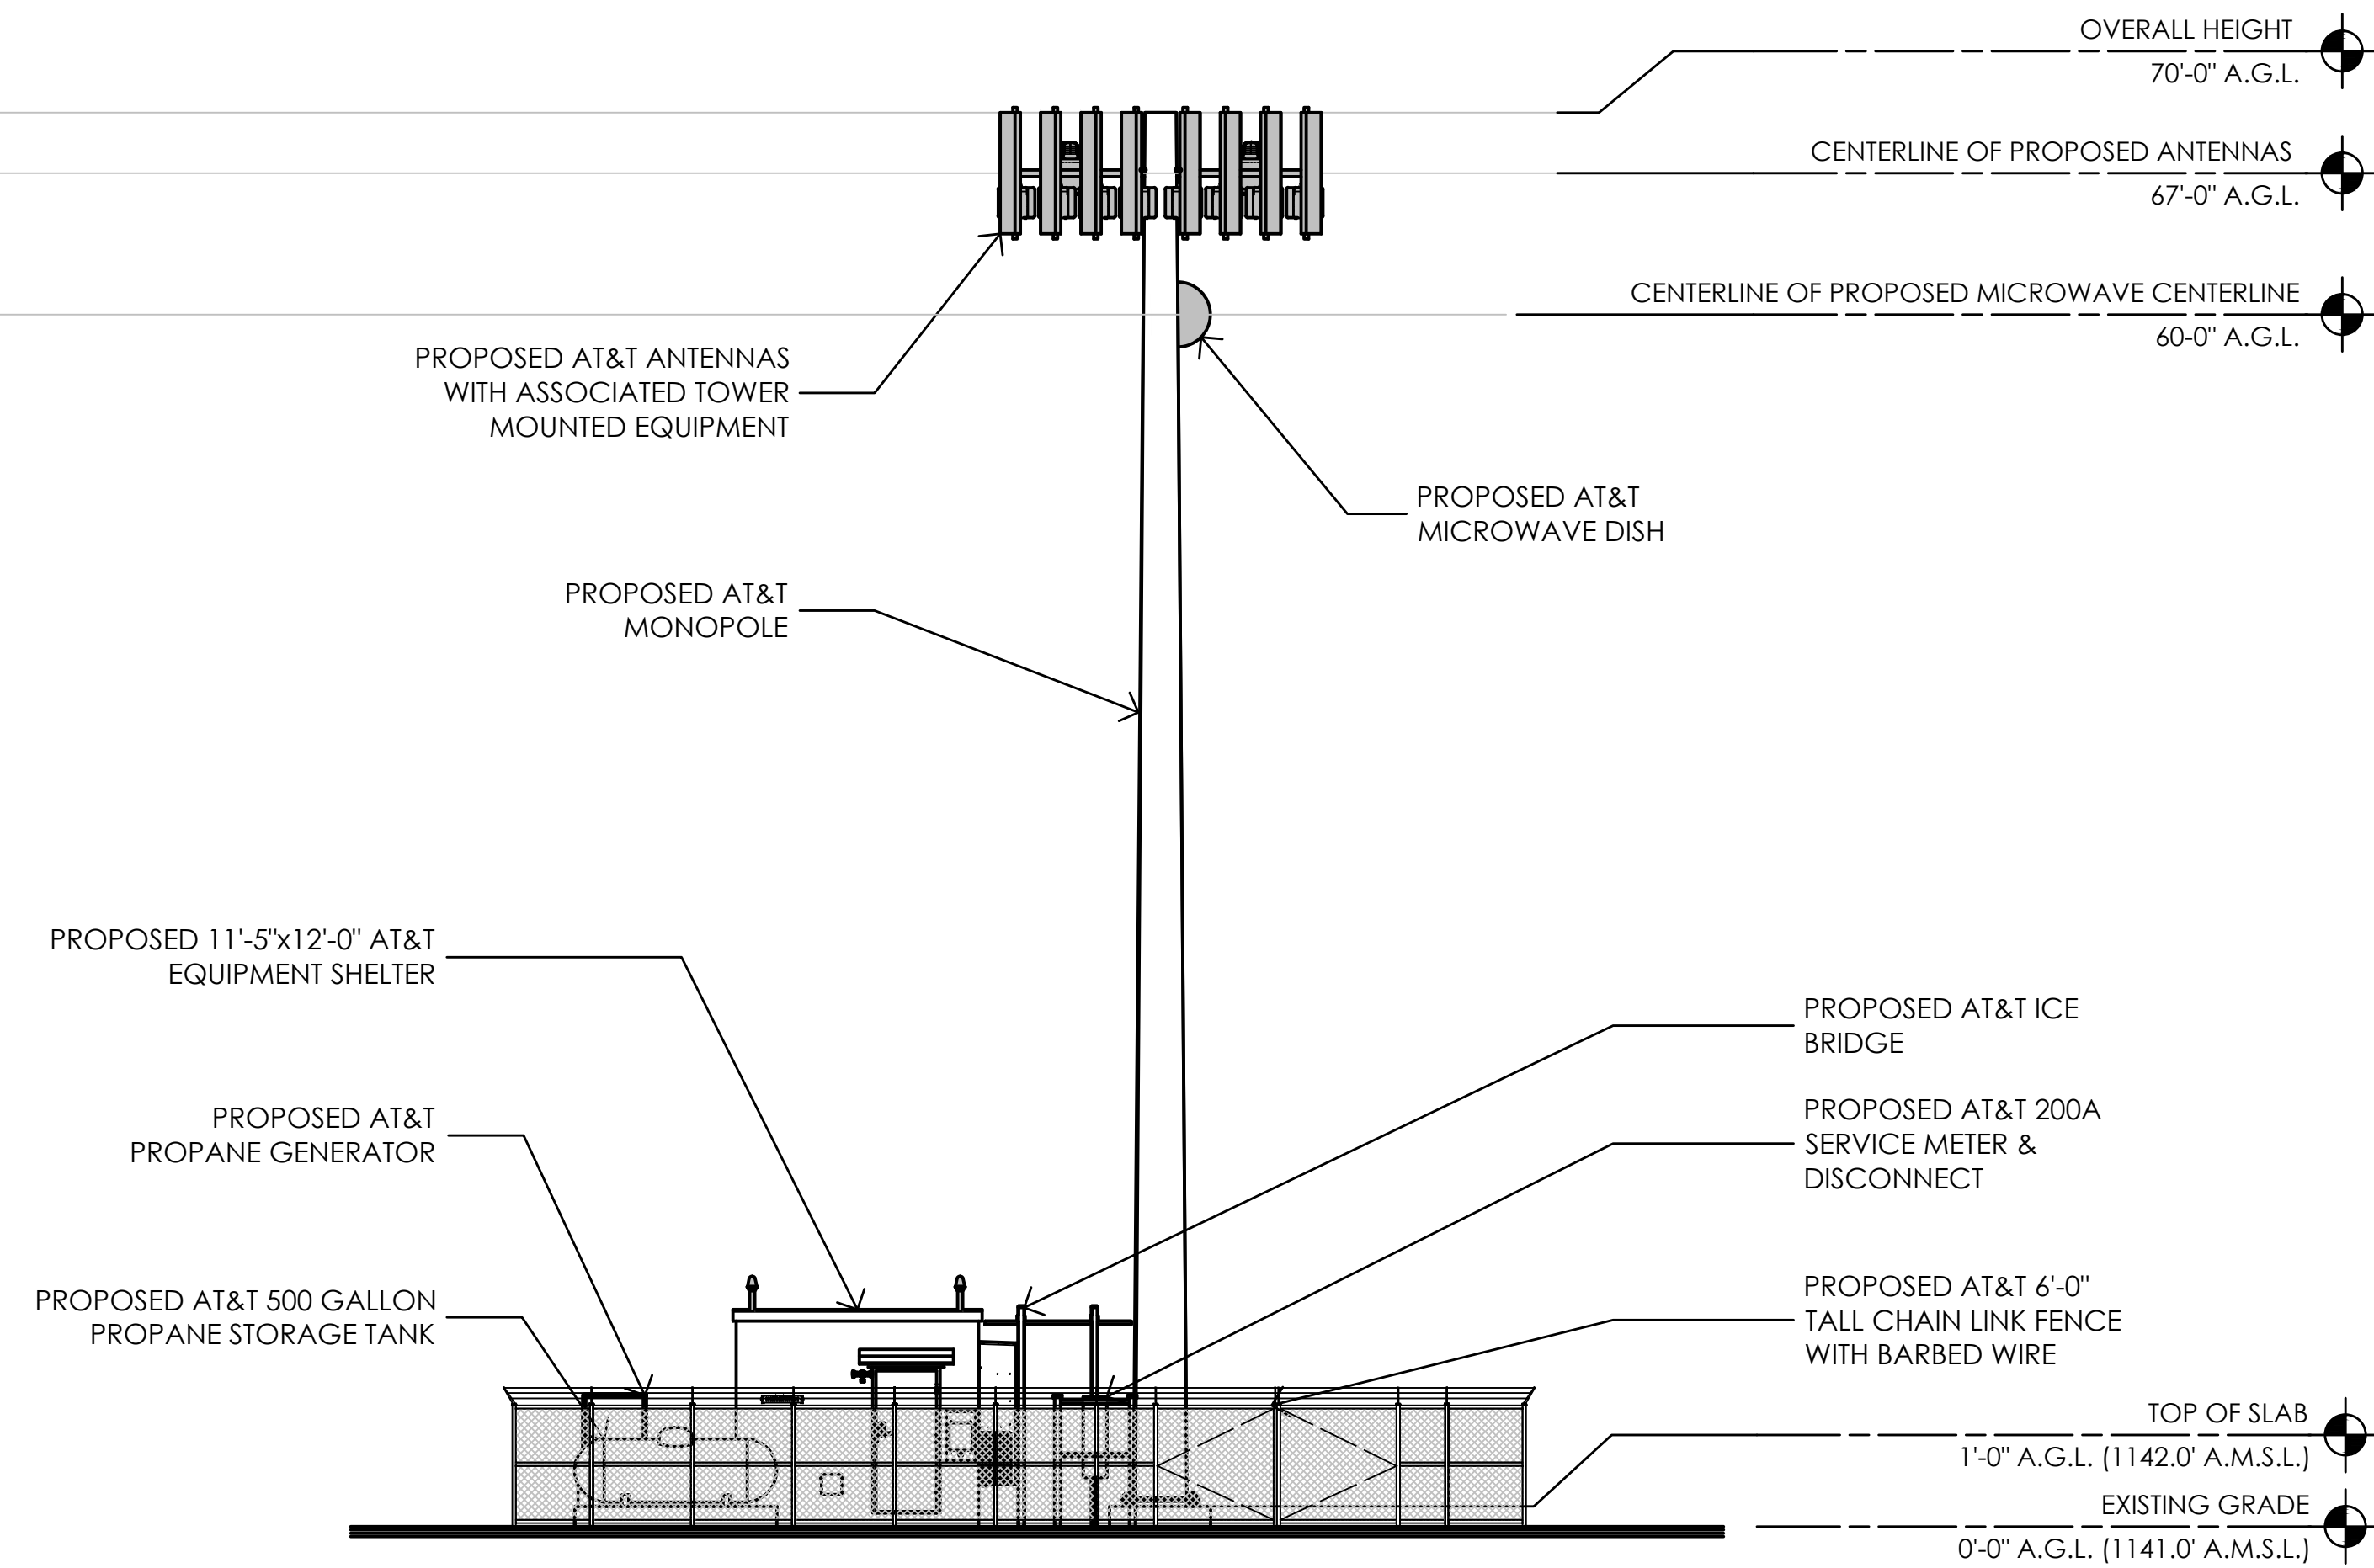 OVERALL HEIGHT
70'-0" A.G.L.
CENTERLINE OF PROPOSED ANTENNAS
67'-0" A.G.L.
CENTERLINE OF PROPOSED MICROWAVE CENTERLINE
60-0" A.G.L.
PROPOSED AT&T ANTENNAS
WITH ASSOCIATED TOWER
MOUNTED EQUIPMENT
PROPOSED AT&T
MICROWAVE DISH
PROPOSED AT&T
MONOPOLE
PROPOSED 11'-5"x12'-0" AT&T
EQUIPMENT SHELTER
PROPOSED AT&T ICE
BRIDGE
PROPOSED AT&T
PROPANE GENERATOR
PROPOSED AT&T 200A
SERVICE METER &
DISCONNECT
PROPOSED AT&T 500 GALLON
PROPANE STORAGE TANK
PROPOSED AT&T 6'-0"
TALL CHAIN LINK FENCE
WITH BARBED WIRE
TOP OF SLAB
1'-0" A.G.L. (1142.0' A.M.S.L.)
EXISTING GRADE
0'-0" A.G.L. (1141.0' A.M.S.L.)